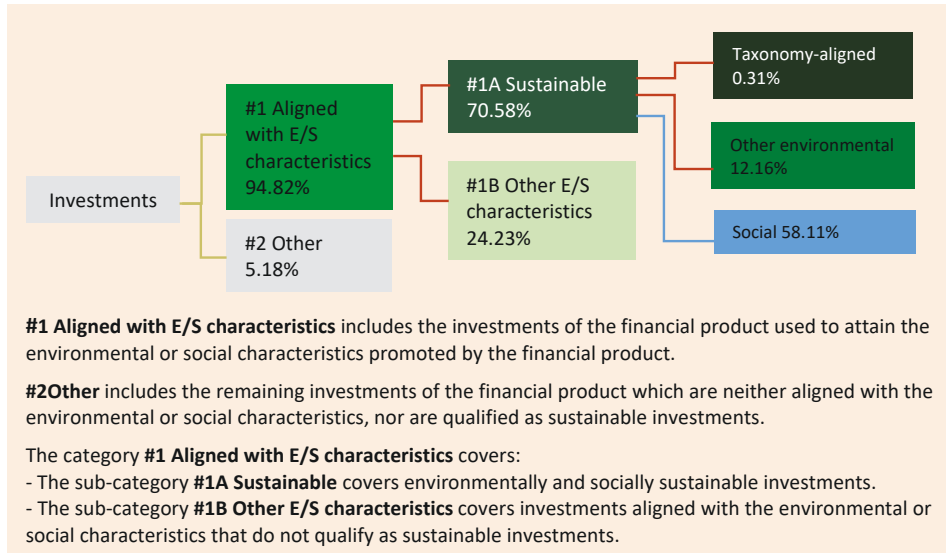 Investments
#1 Aligned
with E/S
characteristics
94.82%
#2 Other
5.18%
#1A Sustainable
70.58%
#1B Other E/S
characteristics
24.23%
Taxonomy-aligned
0.31%
Other environmental
12.16%
Social 58.11%
#1 Aligned with E/S characteristics includes the investments of the financial product used to attain the
environmental or social characteristics promoted by the financial product.
#2Other includes the remaining investments of the financial product which are neither aligned with the
environmental or social characteristics, nor are qualified as sustainable investments.
The category #1 Aligned with E/S characteristics covers:
- The sub-category #1A Sustainable covers environmentally and socially sustainable investments.
- The sub-category #1B Other E/S characteristics covers investments aligned with the environmental or
social characteristics that do not qualify as sustainable investments.